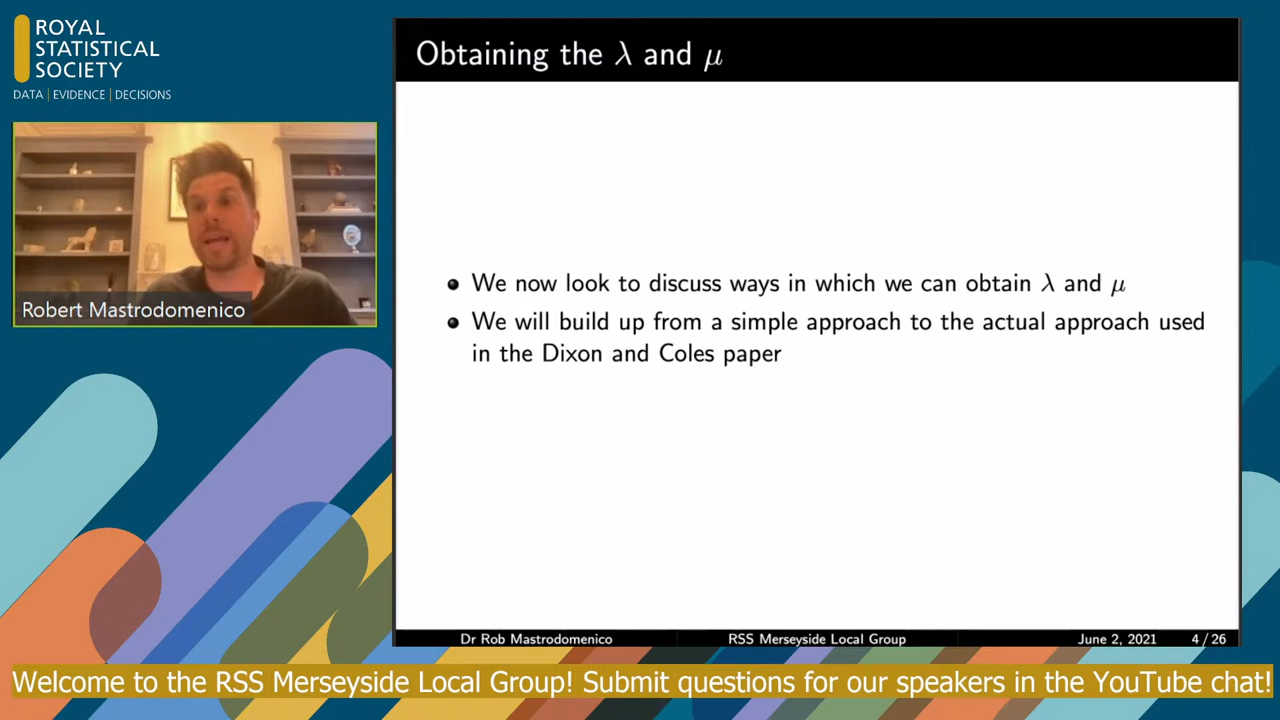 ROYAL
STATISTICAL
SOCIETY
DATA | EVIDENCE | DECISIONS
Robert Mastrodomenico
Obtaining the λ and μ
We now look to discuss ways in which we can obtain λ and μ
We will build up from a simple approach to the actual approach used
in the Dixon and Coles paper
Dr Rob Mastrodomenico RSS Merseyside Local Group June 2, 2021 4 / 26
Welcome to the RSS Merseyside Local Group! Submit questions for our speakers in the YouTube chat!